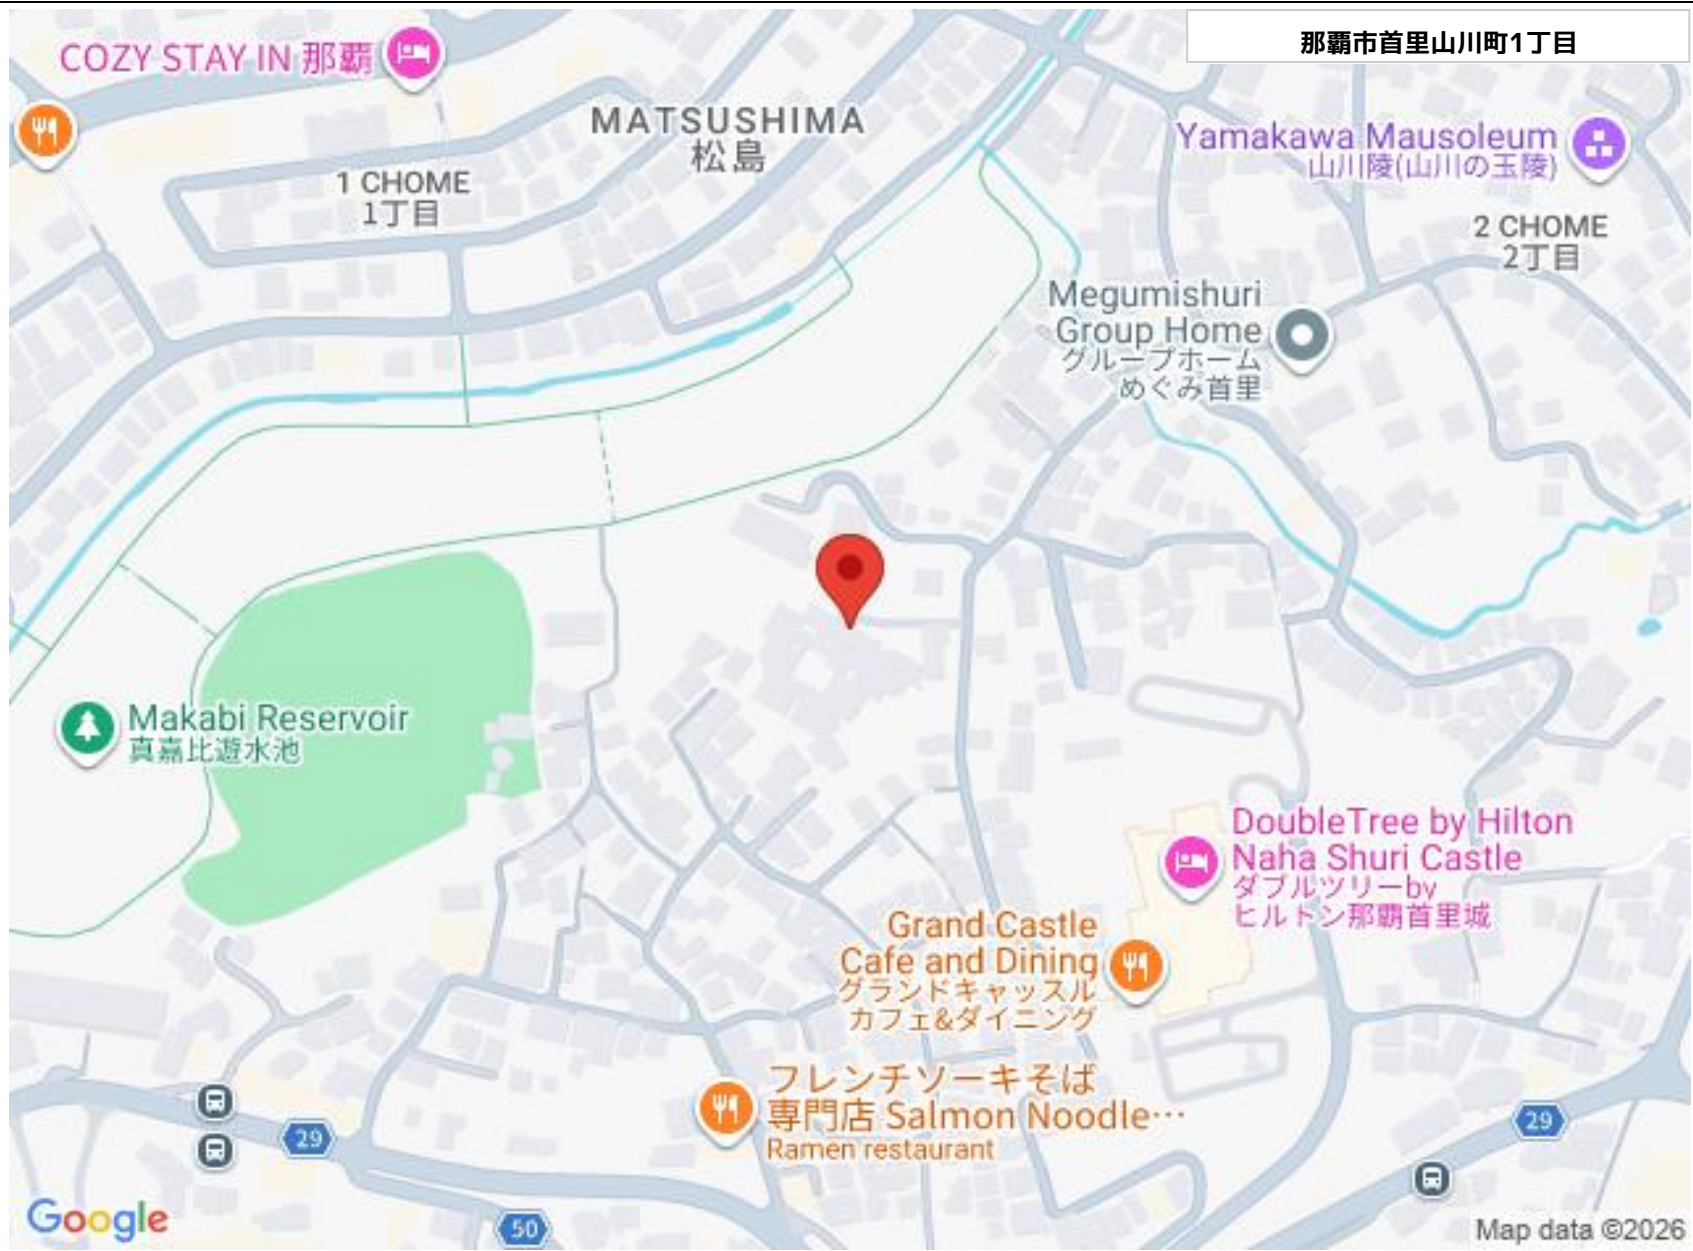 那覇市首里山川町1丁目
COZY STAY IN 那覇
MATSUSHIMA
松島
1 CHOME
1丁目
Yamakawa Mausoleum
山川陵(山川の玉陵)
2 CHOME
2丁目
Megumishuri
Group Home
グループホーム
めぐみ首里
Makabi Reservoir
真嘉比遊水池
DoubleTree by Hilton
Naha Shuri Castle
ダブルツリーby
ヒルトン那覇首里城
Grand Castle
Cafe and Dining
グランドキャッスル
カフェ&ダイニング
フレンチソーキそば
専門店 Salmon Noodle…
Ramen restaurant
29
29
50
Google
Map data ©2026